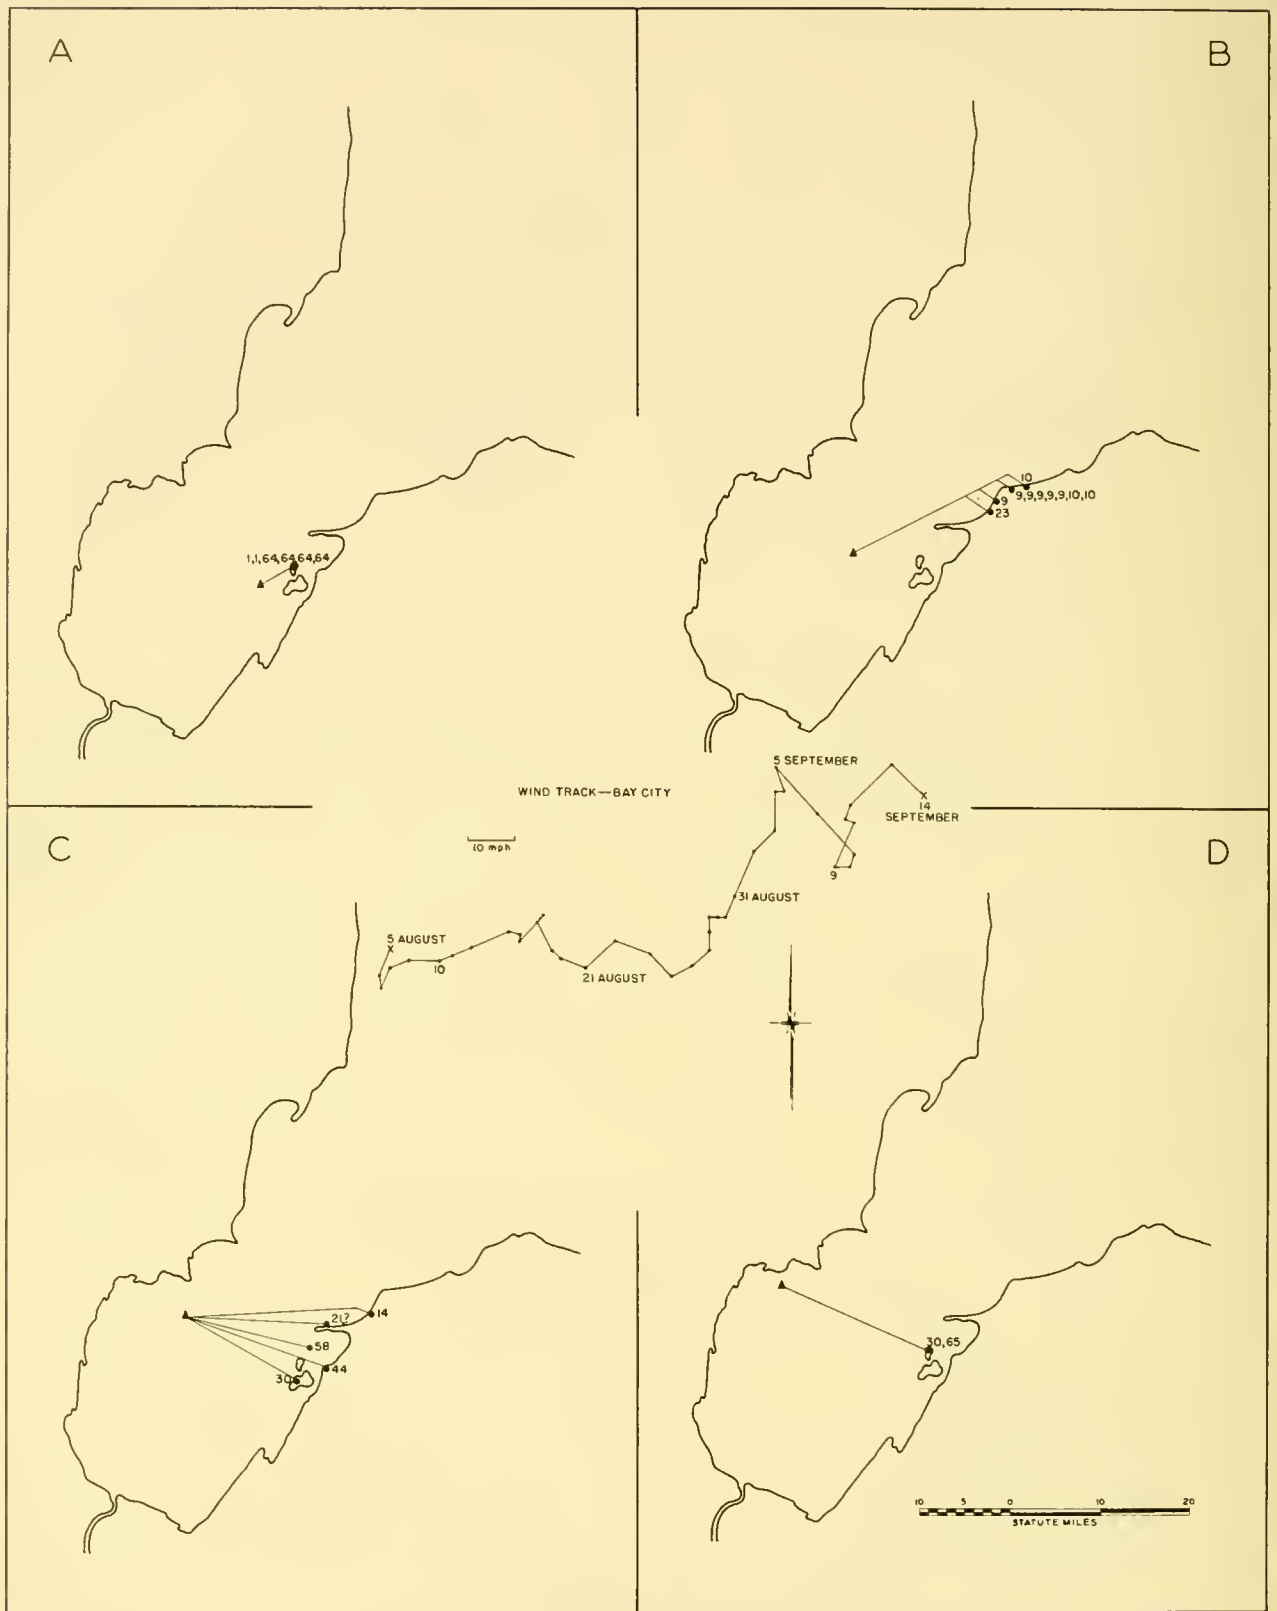 A
B
1,1,64,64,64,64
10
9,9,9,9,9,10,10
9
23
5 SEPTEMBER
WIND TRACK—BAY CITY
14
SEPTEMBER
C
D
10 mph
9
31 AUGUST
5 AUGUST
10
21 AUGUST
21?
14
58
44
30
30,65
10 5 0 10 20
STATUTE MILES